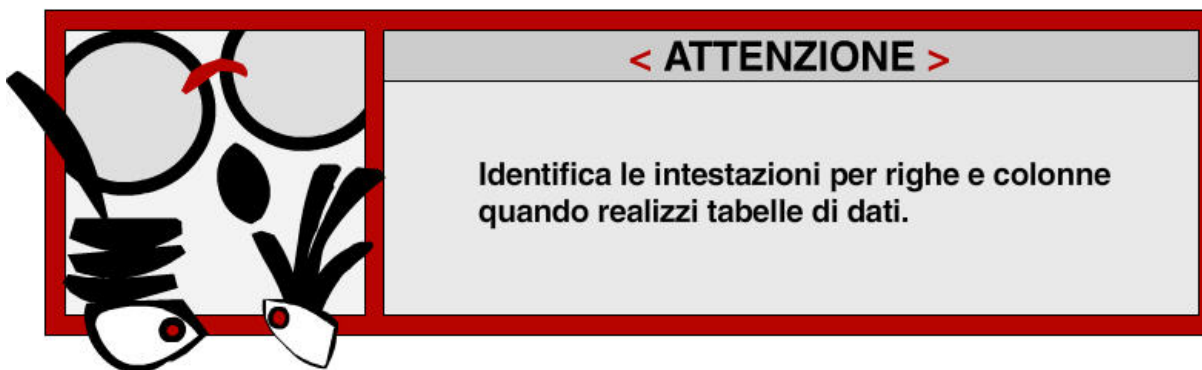 < ATTENZIONE >
Identifica le intestazioni per righe e colonne
quando realizzi tabelle di dati.